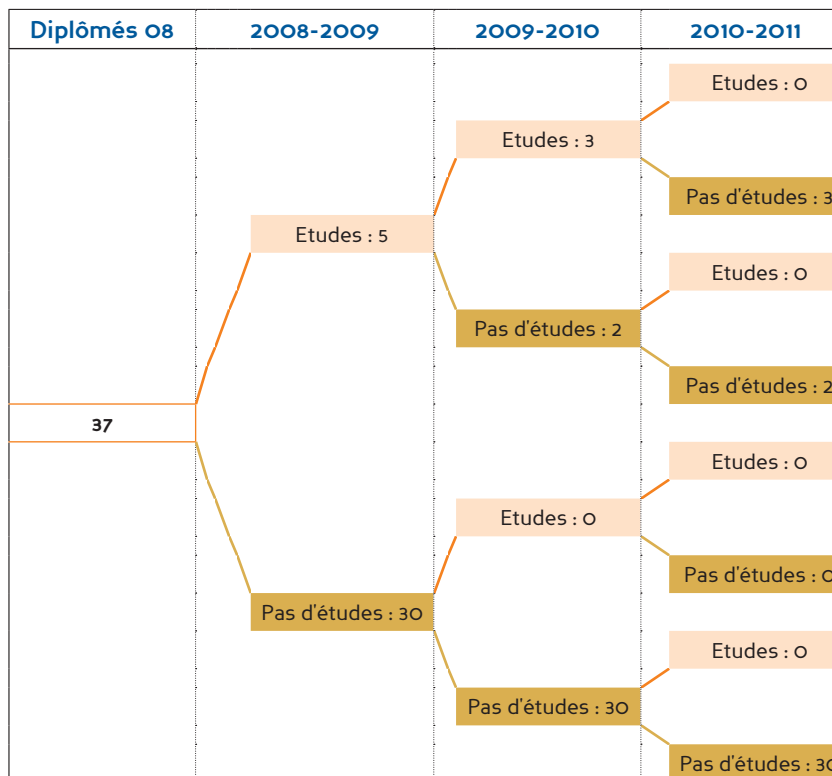 Diplômés 08 2008-2009 2009-2010 2010-2011
Etudes : 0
Etudes : 3
Pas d'études : 3
Etudes : 5
Etudes : 0
Pas d'études : 2
Pas d'études : 2
37
Etudes : 0
Etudes : 0
Pas d'études : 0
Pas d'études : 30
Etudes : 0
Pas d'études : 30
Pas d'études : 30